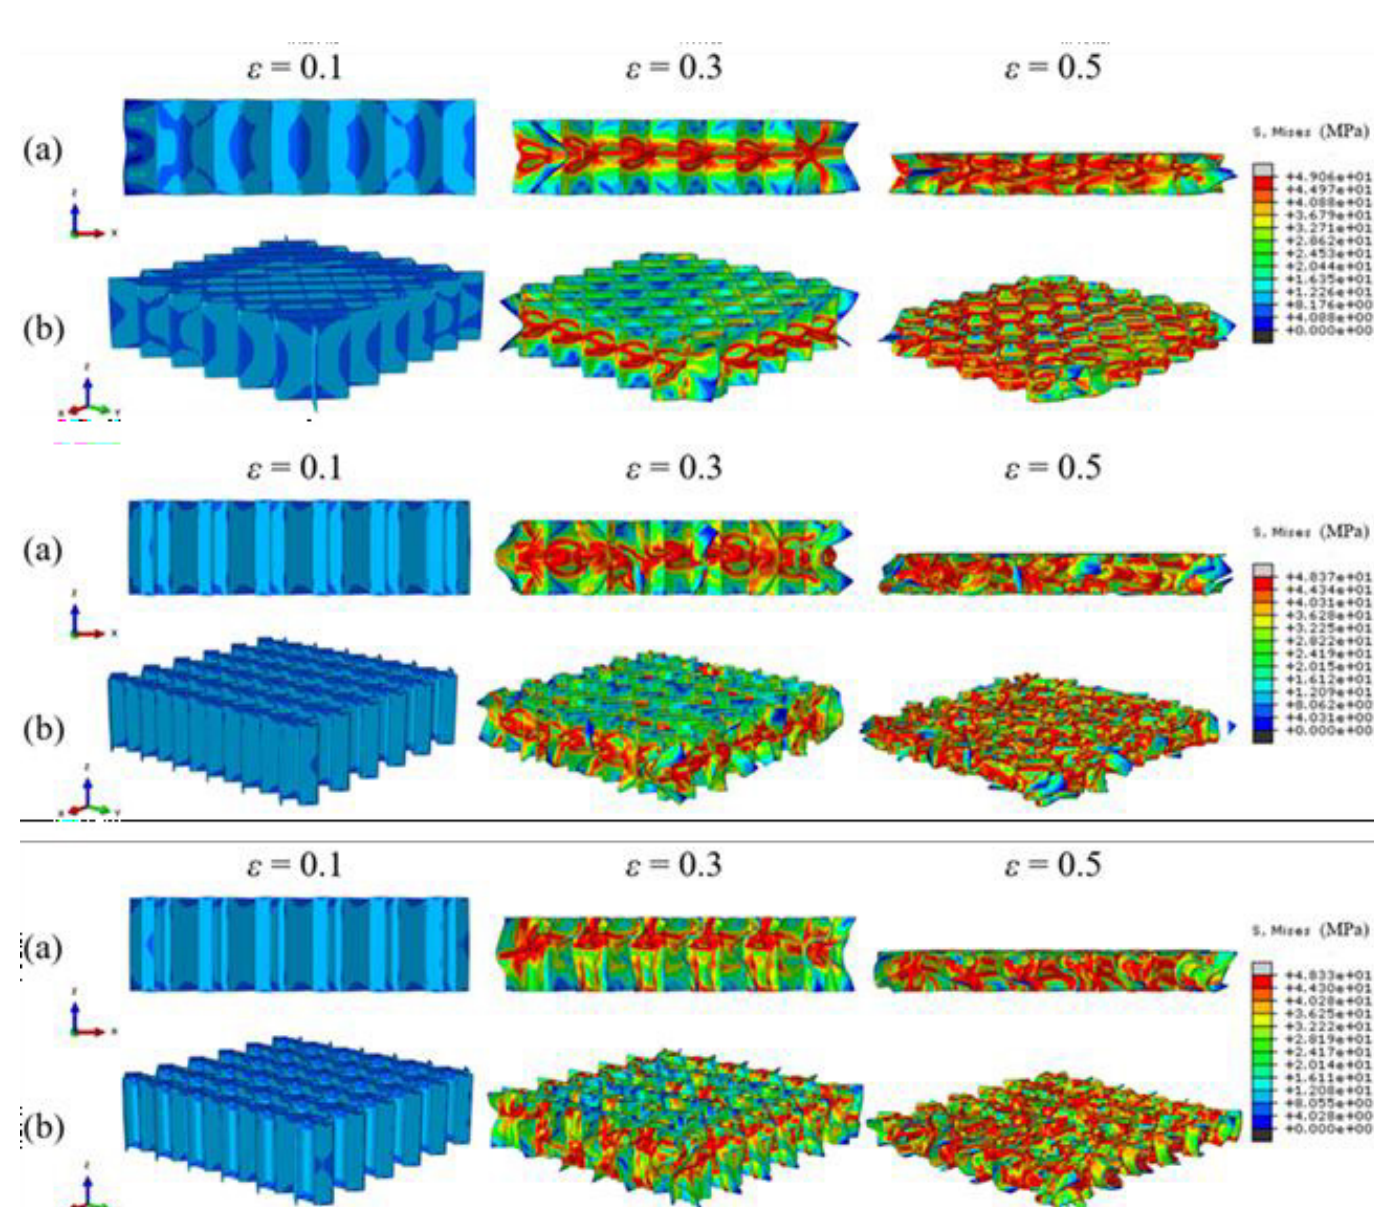 ε = 0.1 ε = 0.3 ε = 0.5
(a)
S, Mises (MPa)
+4.906e+01
+4.497e+01
+4.088e+01
+3.679e+01
+3.271e+01
+2.862e+01
+2.453e+01
+2.044e+01
+1.635e+01
+1.226e+01
+8.176e+00
+4.088e+00
+0.000e+00
Z
X
(b)
Z
X Y
ε = 0.1 ε = 0.3 ε = 0.5
(a)
S, Mises (MPa)
+4.837e+01
+4.434e+01
+4.031e+01
+3.628e+01
+3.225e+01
+2.822e+01
+2.419e+01
+2.015e+01
+1.612e+01
+1.209e+01
+8.062e+00
+4.031e+00
+0.000e+00
Z
X
(b)
Z
X Y
ε = 0.1 ε = 0.3 ε = 0.5
(a)
S, Mises (MPa)
+4.833e+01
+4.430e+01
+4.028e+01
+3.625e+01
+3.222e+01
+2.819e+01
+2.417e+01
+2.014e+01
+1.611e+01
+1.208e+01
+8.055e+00
+4.028e+00
+0.000e+00
Z
X
(b)
Z